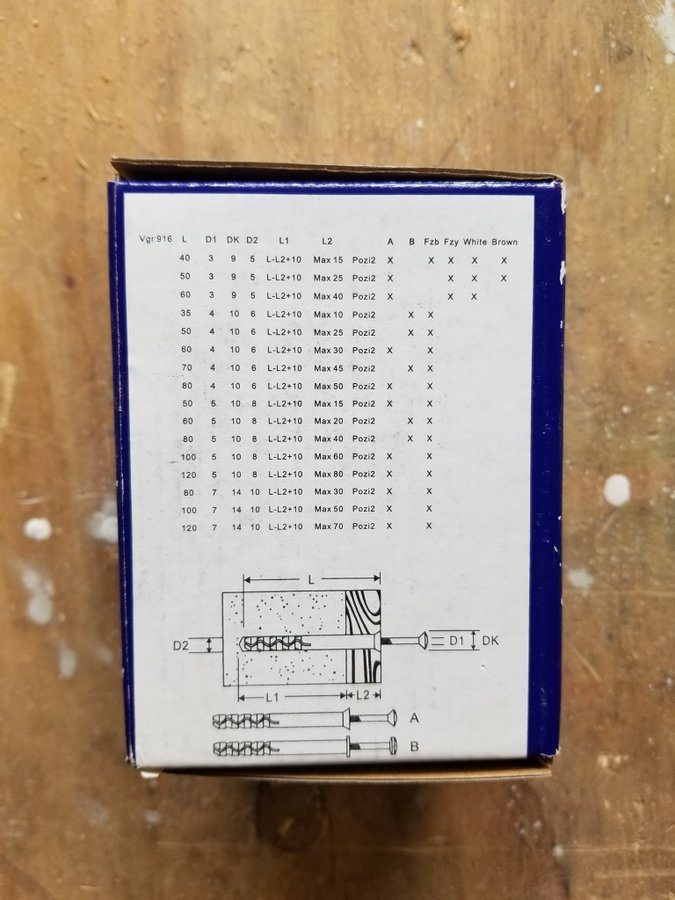 Vgr 916 L D1 DK D2 L1 L2 A B Fzb Fzy White Brown
40 3 9 5 L-L2+10 Max 15 Pozi2 X X X X X
50 3 9 5 L-L2+10 Max 25 Pozi2 X X X X
60 3 9 5 L-L2+10 Max 40 Pozi2 X X X
35 4 10 6 L-L2+10 Max 10 Pozi2 X X
50 4 10 6 L-L2+10 Max 25 Pozi2 X X
60 4 10 6 L-L2+10 Max 30 Pozi2 X X
70 4 10 6 L-L2+10 Max 45 Pozi2 X X
80 4 10 6 L-L2+10 Max 50 Pozi2 X X
50 5 10 8 L-L2+10 Max 15 Pozi2 X X
60 5 10 8 L-L2+10 Max 20 Pozi2 X X
80 5 10 8 L-L2+10 Max 40 Pozi2 X X
100 5 10 8 L-L2+10 Max 60 Pozi2 X X
120 5 10 8 L-L2+10 Max 80 Pozi2 X X
80 7 14 10 L-L2+10 Max 30 Pozi2 X X
100 7 14 10 L-L2+10 Max 50 Pozi2 X X
120 7 14 10 L-L2+10 Max 70 Pozi2 X X
L
D2 D1 DK
L1 L2
A
B